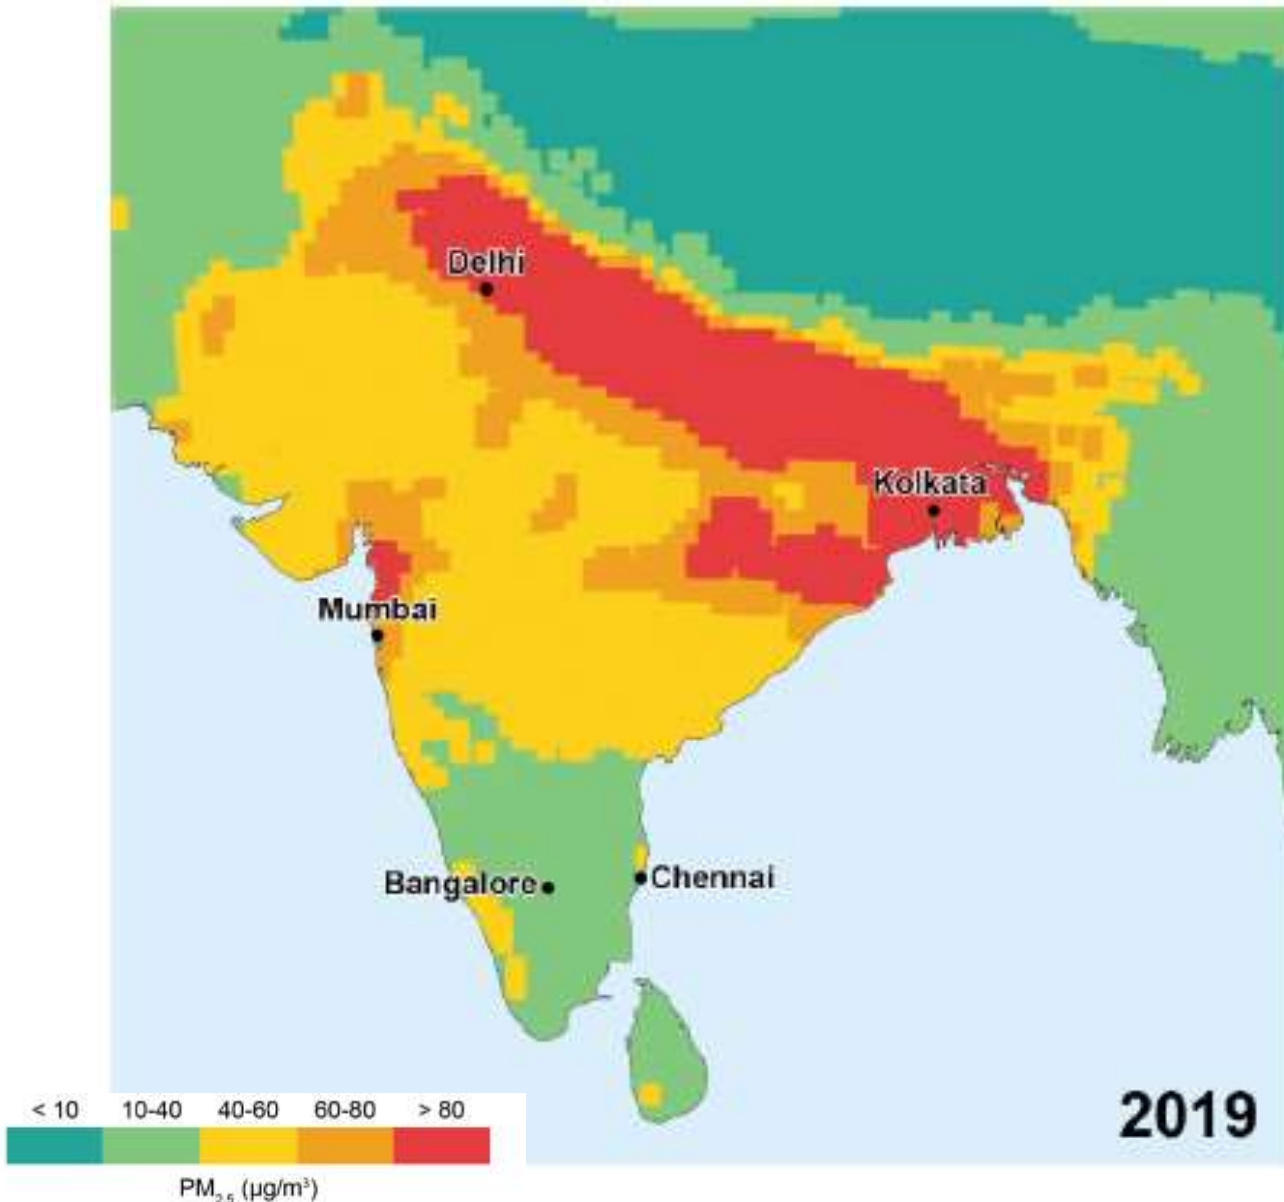 Delhi
Kolkata
Mumbai
Bangalore
Chennai
2019
< 10 10-40 40-60 60-80 > 80
PM2.5 (µg/m³)